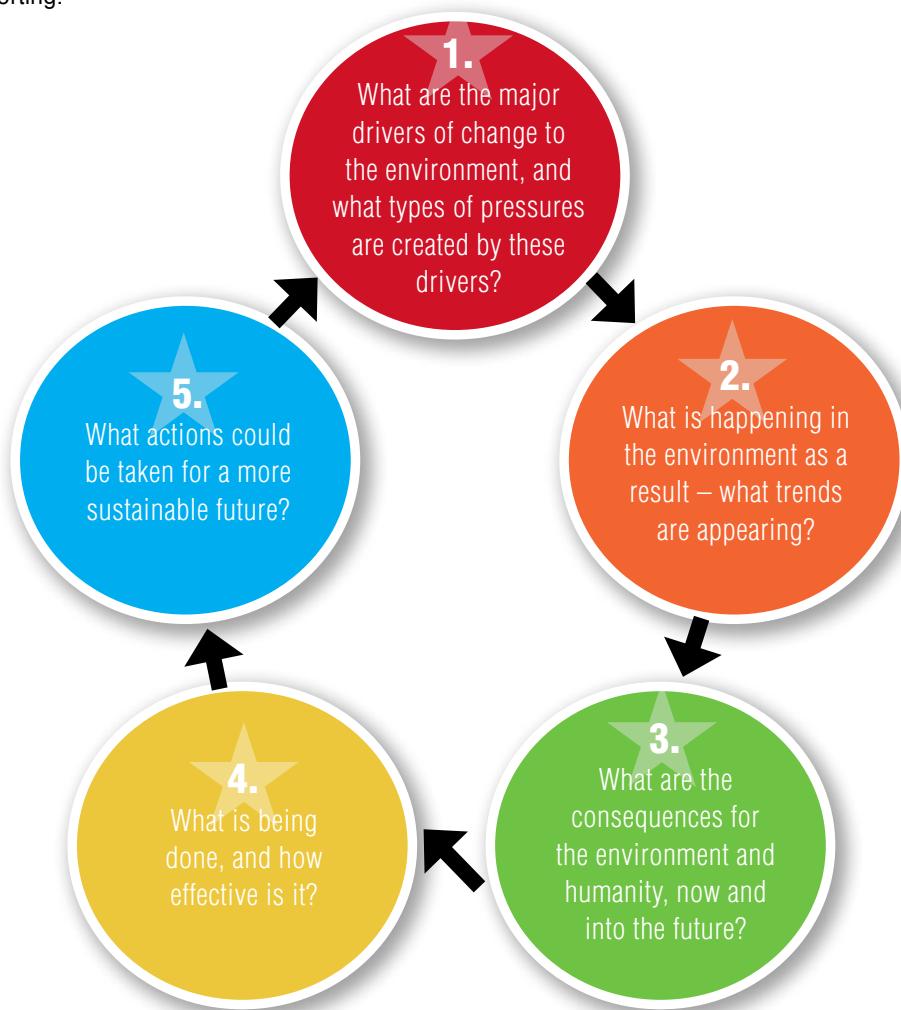 1.
What are the major
drivers of change to
the environment, and
what types of pressures
are created by these
drivers?
2.
What is happening in
the environment as a
result – what trends
are appearing?
3.
What are the
consequences for
the environment and
humanity, now and
into the future?
4.
What is being
done, and how
effective is it?
5.
What actions could
be taken for a more
sustainable future?